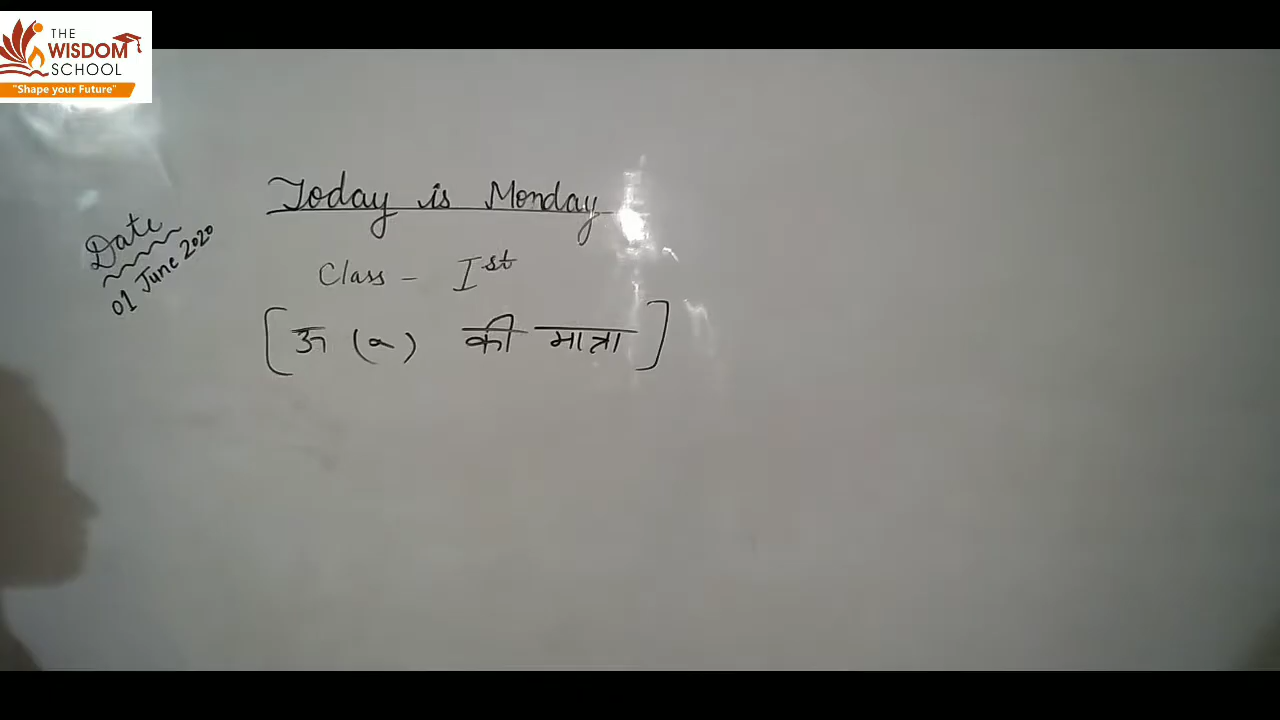 THE
WISDOM
SCHOOL
"Shape your Future"
Today is Monday
Date
01 June 2020
Class - Ist
[ऊ (ू) की मात्रा]